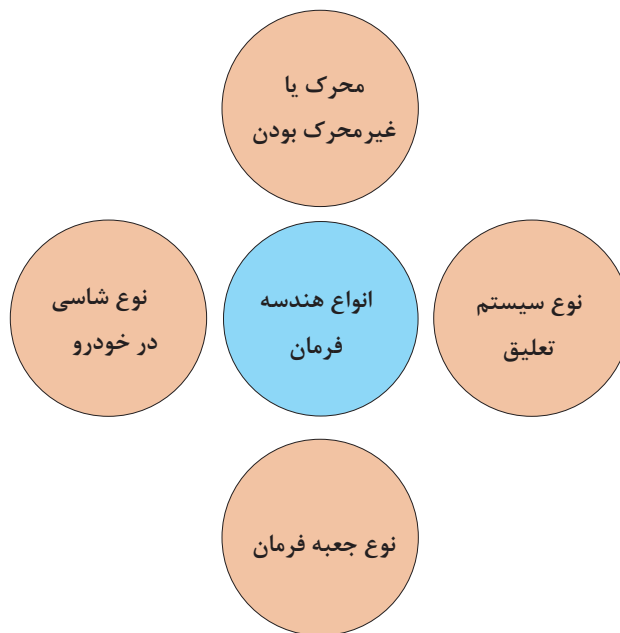 محرک یا
غیرمحرک بودن
نوع سیستم
تعلیق
انواع هندسه
فرمان
نوع شاسی
در خودرو
نوع جعبه فرمان